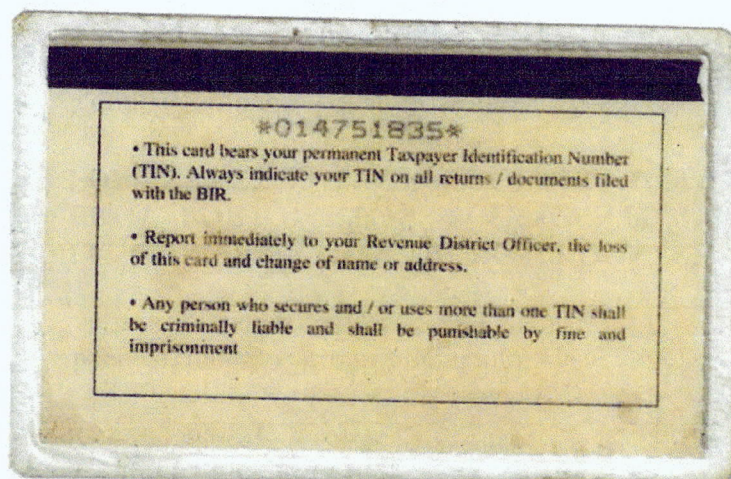 *014751835*
• This card bears your permanent Taxpayer Identification Number
(TIN). Always indicate your TIN on all returns / documents filed
with the BIR.
• Report immediately to your Revenue District Officer, the loss
of this card and change of name or address.
• Any person who secures and / or uses more than one TIN shall
be criminally liable and shall be punishable by fine and
imprisonment